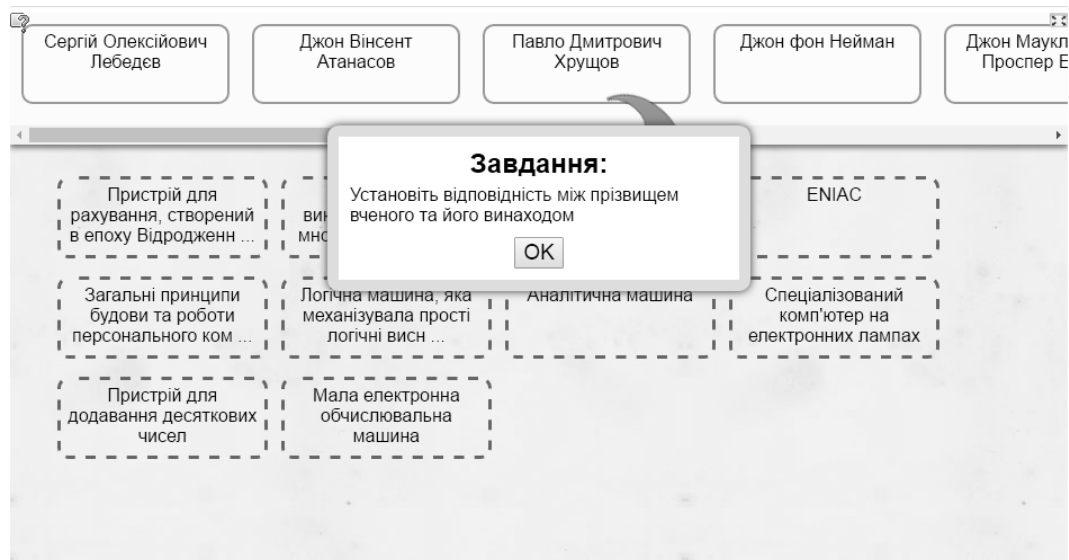 Сергій Олексійович
Лебедєв
Джон Вінсент
Атанасов
Павло Дмитрович
Хрущов
Джон фон Нейман
Джон
Проспер
Завдання:
Установіть відповідність між прізвищем
вченого та його винаходом
OK
Пристрій для
рахування, створений
в епоху Відродженн ...
ENIAC
Загальні принципи
будови та роботи
персонального ком ...
Логічна машина, яка
механізувала прості
логічні висн ...
Аналітична машина
Спеціалізований
комп'ютер на
електронних лампах
Пристрій для
додавання десяткових
чисел
Мала електронна
обчислювальна
машина